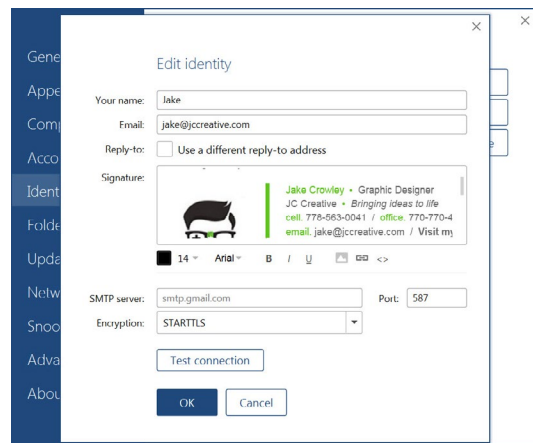 ×
×
Gene
Edit identity
Appe
Your name: Jake
Comp
Email: jake@jccreative.com
Acco
Reply-to: Use a different reply-to address
e
Signature:
Ident
Jake Crowley • Graphic Designer
JC Creative • Bringing ideas to life
cell. 778-563-0041 / office. 770-770-4
email. jake@jccreative.com / Visit my
Folde
Upda
14 Arial B I U <>
Netw
SMTP server: smtp.gmail.com Port: 587
Snoo
Encryption: STARTTLS
Adva
Test connection
Abou
OK Cancel